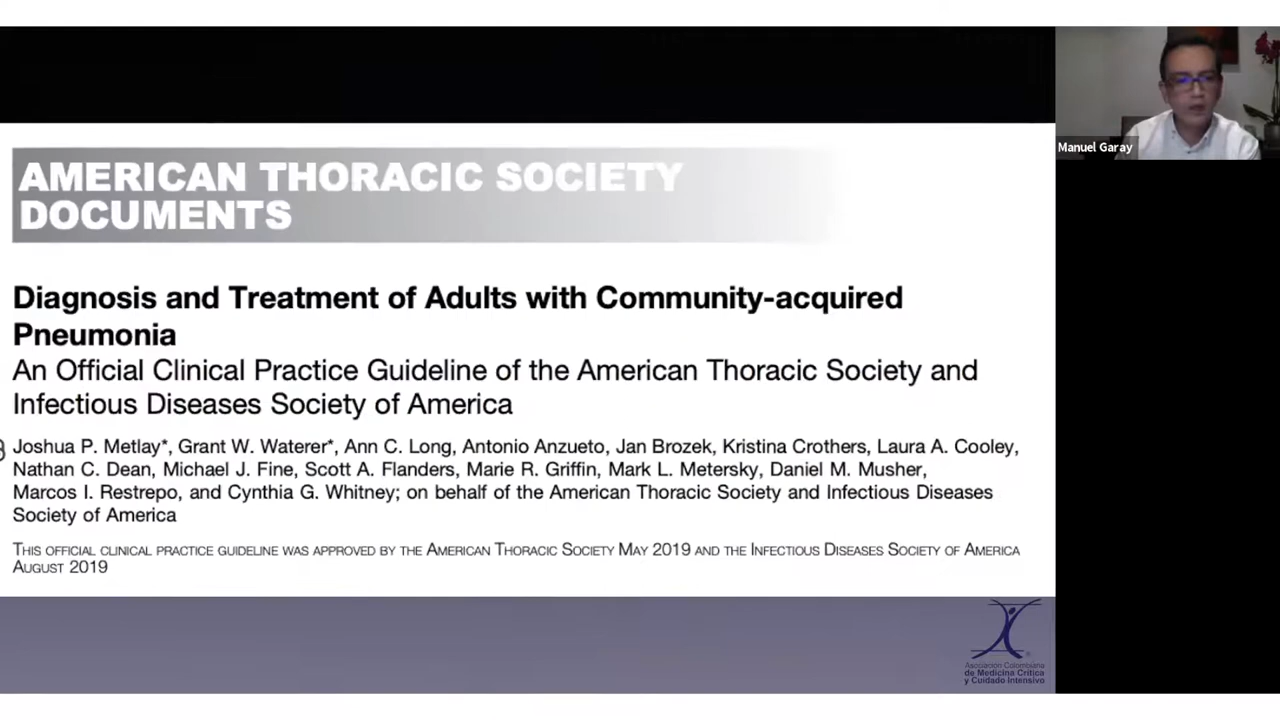 AMERICAN THORACIC SOCIETY
DOCUMENTS
Diagnosis and Treatment of Adults with Community-acquired
Pneumonia
An Official Clinical Practice Guideline of the American Thoracic Society and
Infectious Diseases Society of America
Joshua P. Metlay*, Grant W. Waterer*, Ann C. Long, Antonio Anzueto, Jan Brozek, Kristina Crothers, Laura A. Cooley,
Nathan C. Dean, Michael J. Fine, Scott A. Flanders, Marie R. Griffin, Mark L. Metersky, Daniel M. Musher,
Marcos I. Restrepo, and Cynthia G. Whitney; on behalf of the American Thoracic Society and Infectious Diseases
Society of America
THIS OFFICIAL CLINICAL PRACTICE GUIDELINE WAS APPROVED BY THE AMERICAN THORACIC SOCIETY MAY 2019 AND THE INFECTIOUS DISEASES SOCIETY OF AMERICA
AUGUST 2019
Manuel Garay
Asociación Colombiana
de Medicina Crítica
y Cuidado Intensivo